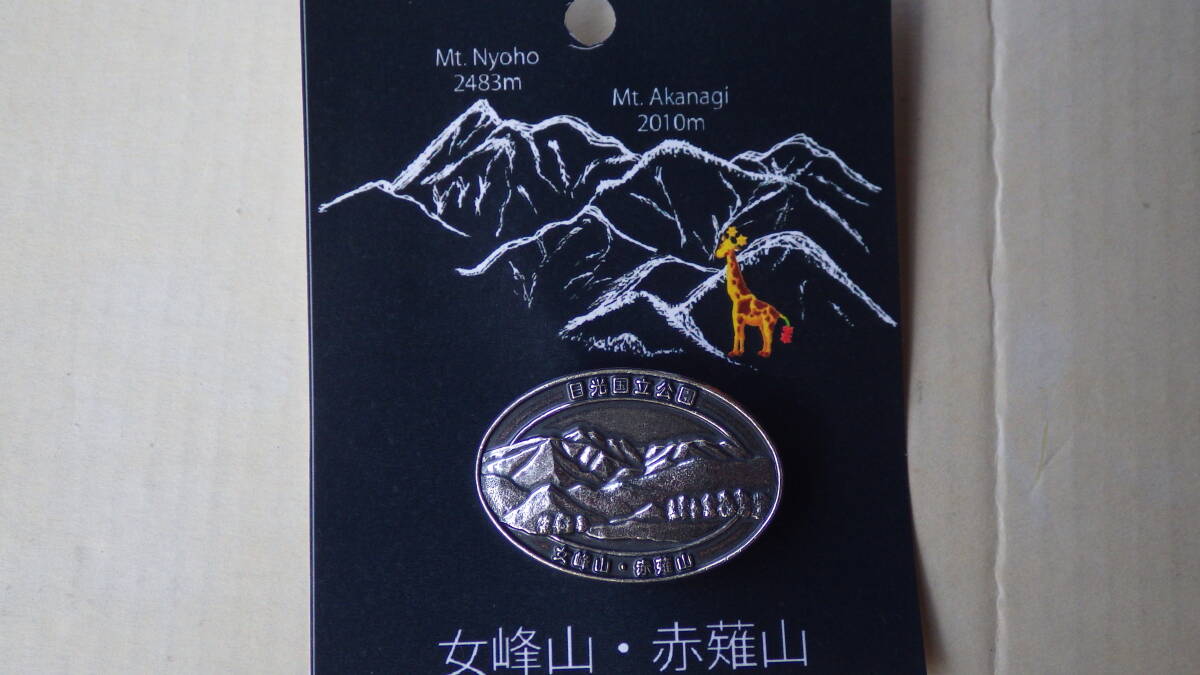 Mt. Nyoho
2483m
Mt. Akanagi
2010m
日光国立公園
女峰山・赤薙山
女峰山・赤薙山